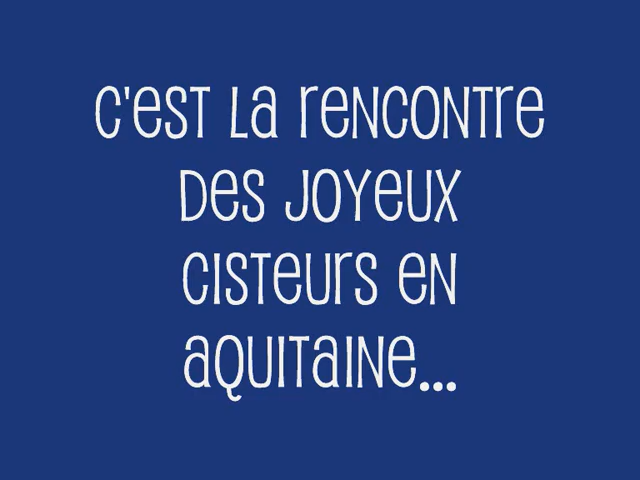 C'est la rencontre
des joyeux
cisteurs en
aquitaine...